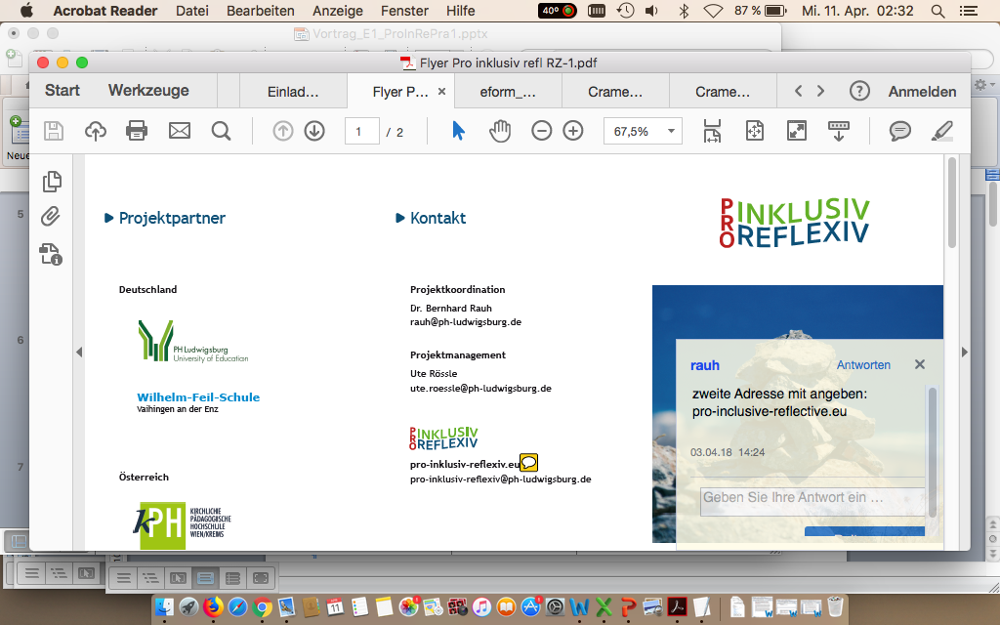 Acrobat Reader Datei Bearbeiten Anzeige Fenster Hilfe 40° 87 % Mi. 11. Apr. 02:32
Vortrag_E1_ProInRePra1.pptx
Flyer Pro inklusiv refl RZ-1.pdf
Start Werkzeuge Einlad... Flyer P... × eform_... Crame... Crame... ? Anmelden
1 / 2 67,5%
Neue
5
6
7
Projektpartner
Kontakt
PRO
INKLUSIV
REFLEXIV
Deutschland
PH Ludwigsburg
University of Education
Wilhelm-Feil-Schule
Vaihingen an der Enz
Österreich
kPH
KIRCHLICHE
PÄDAGOGISCHE
HOCHSCHULE
WIEN/KREMS
Projektkoordination
Dr. Bernhard Rauh
rauh@ph-ludwigsburg.de
Projektmanagement
Ute Rössle
ute.roessle@ph-ludwigsburg.de
PRO
INKLUSIV
REFLEXIV
pro-inklusiv-reflexiv.eu
pro-inklusiv-reflexiv@ph-ludwigsburg.de
rauh Antworten
zweite Adresse mit angeben:
pro-inclusive-reflective.eu
03.04.18 14:24
Geben Sie Ihre Antwort ein ...
11